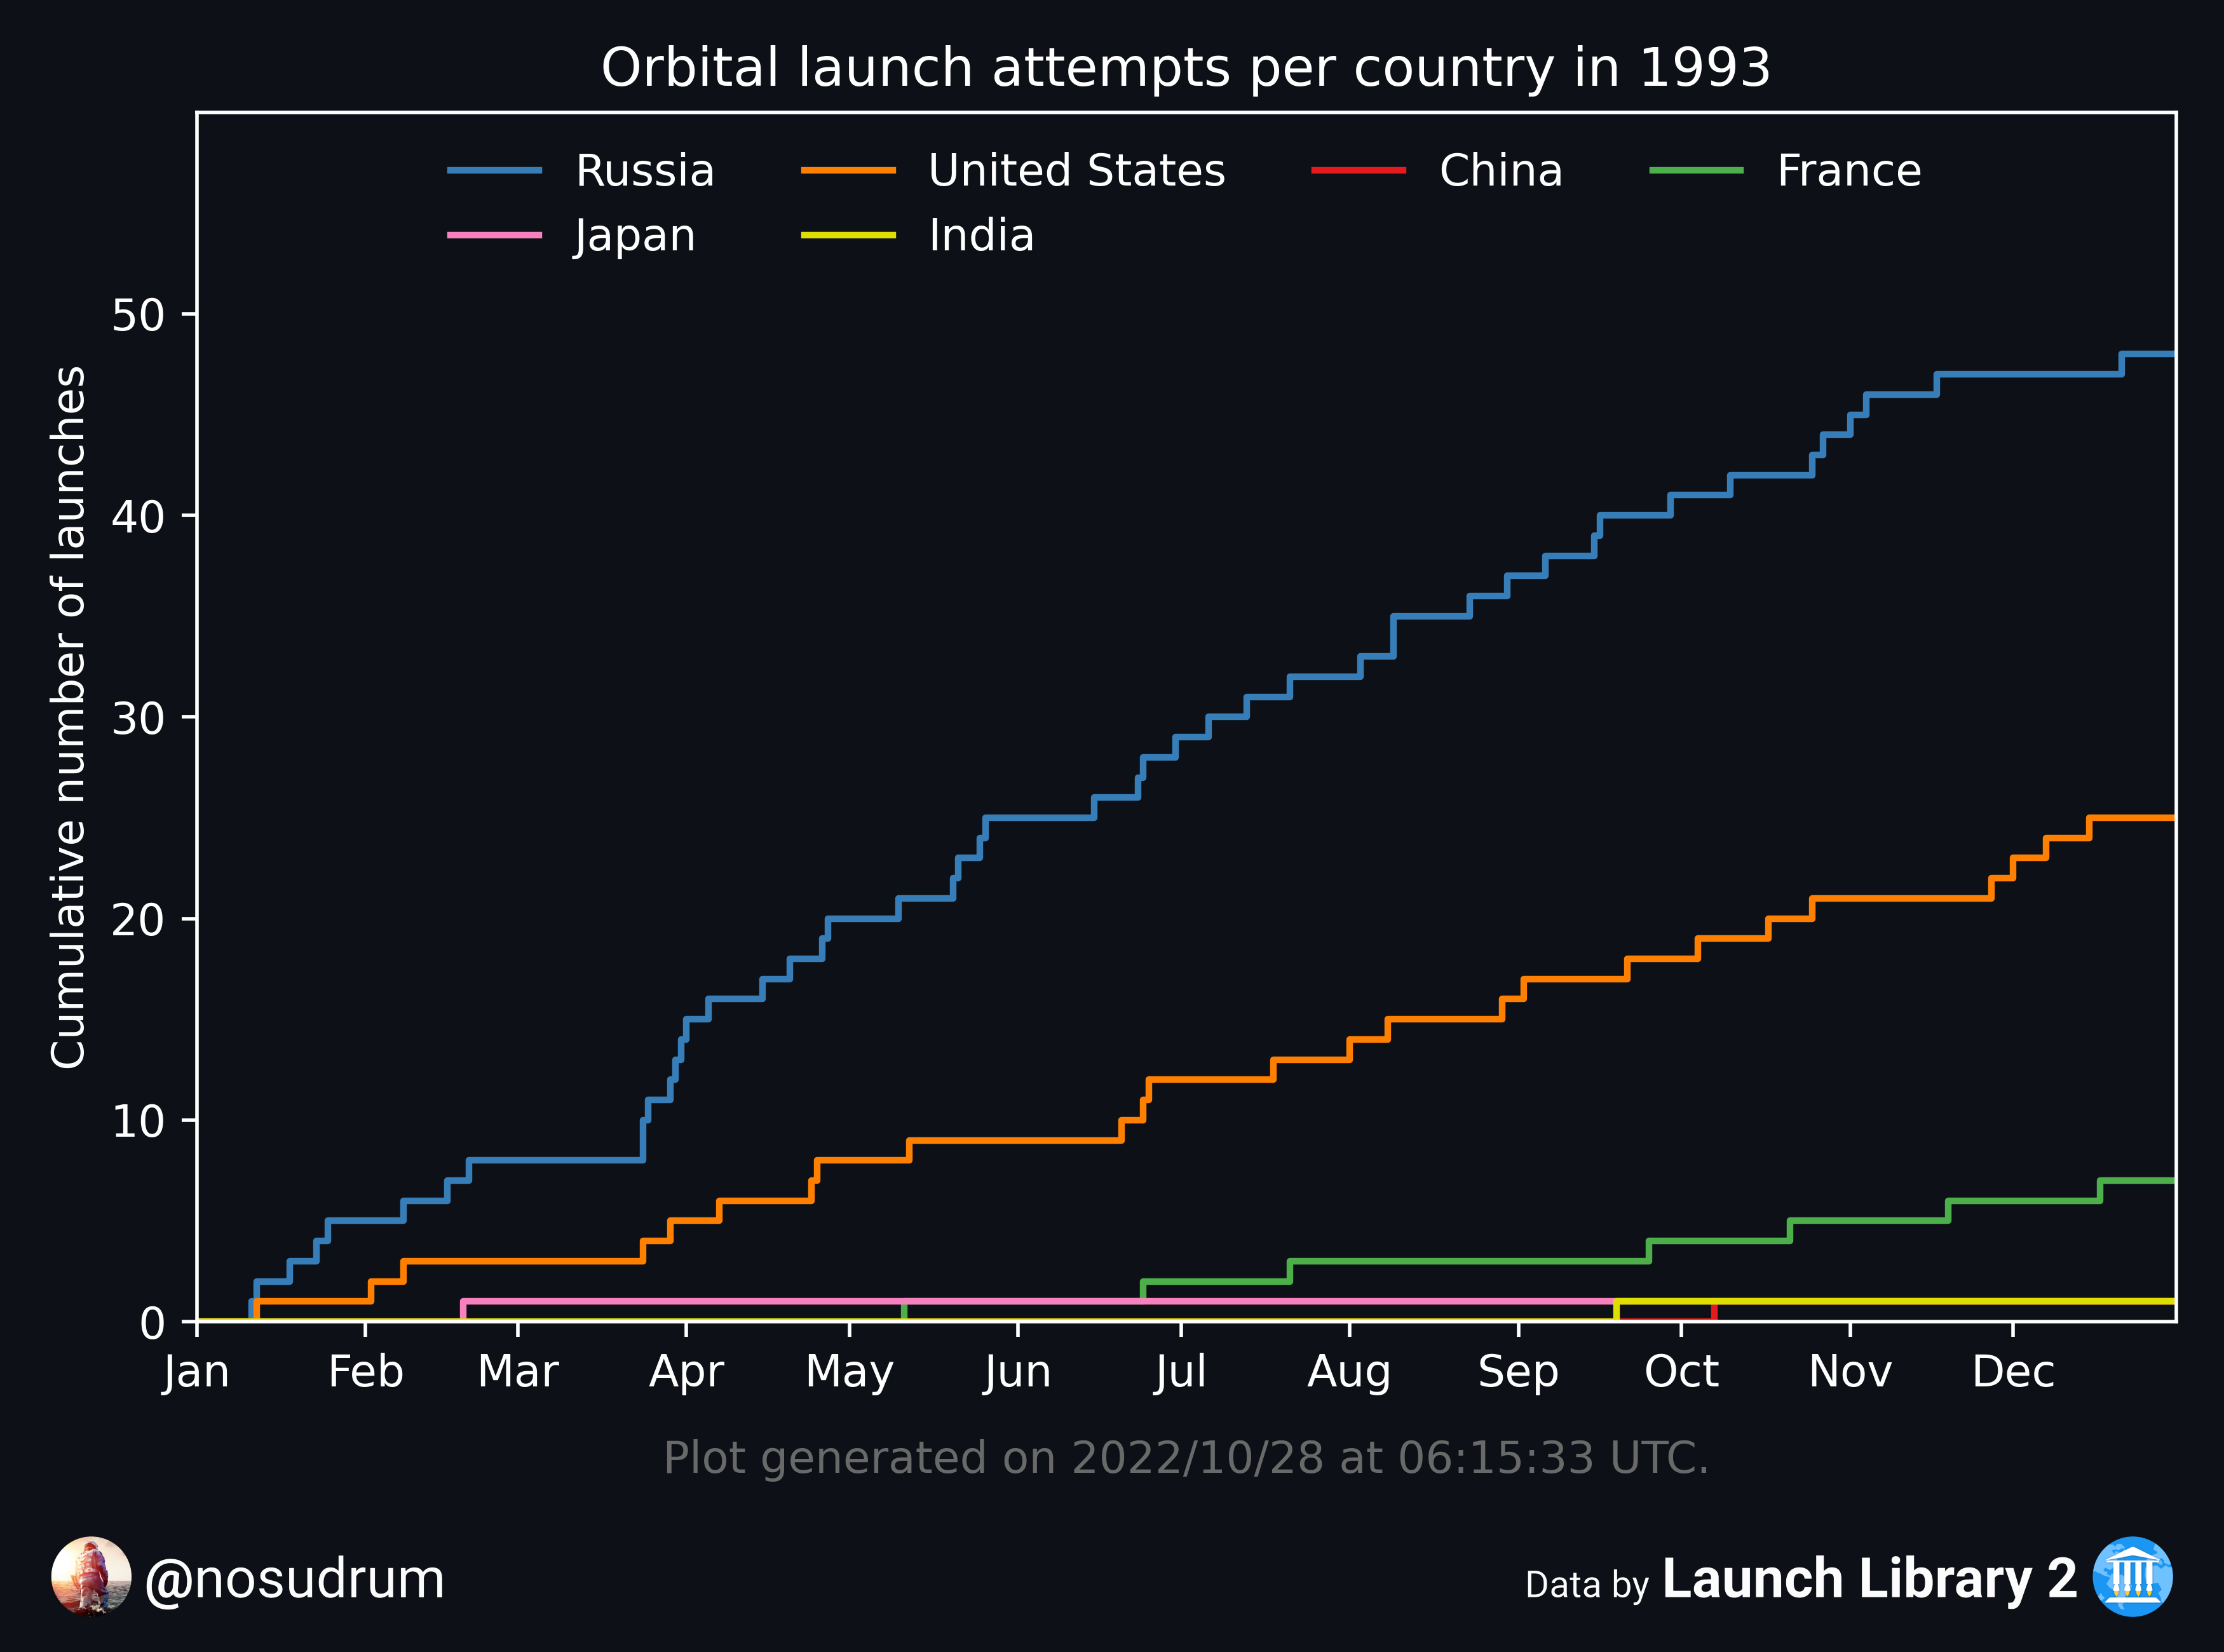 Orbital launch attempts per country in 1993
Russia United States China France
Japan India
50
40
30
20
10
0
Cumulative number of launches
Jan Feb Mar Apr May Jun Jul Aug Sep Oct Nov Dec
Plot generated on 2022/10/28 at 06:15:33 UTC.
@nosudrum
Data by Launch Library 2